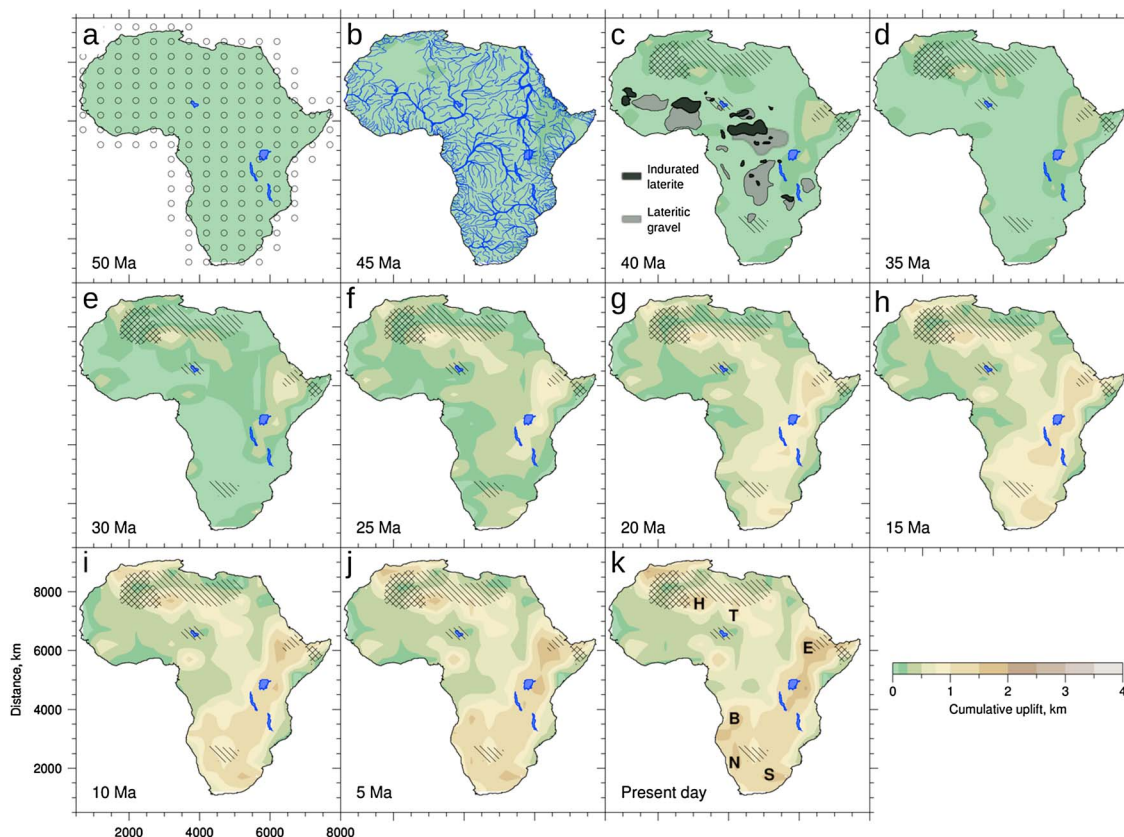 a
50 Ma
b
45 Ma
c
Indurated
laterite
Lateritic
gravel
40 Ma
d
35 Ma
e
30 Ma
f
25 Ma
g
20 Ma
h
15 Ma
i
10 Ma
j
5 Ma
k
H
T
E
B
N
S
Present day
Distance, km
8000
6000
4000
2000
2000 4000 6000 8000
0 1 2 3 4
Cumulative uplift, km